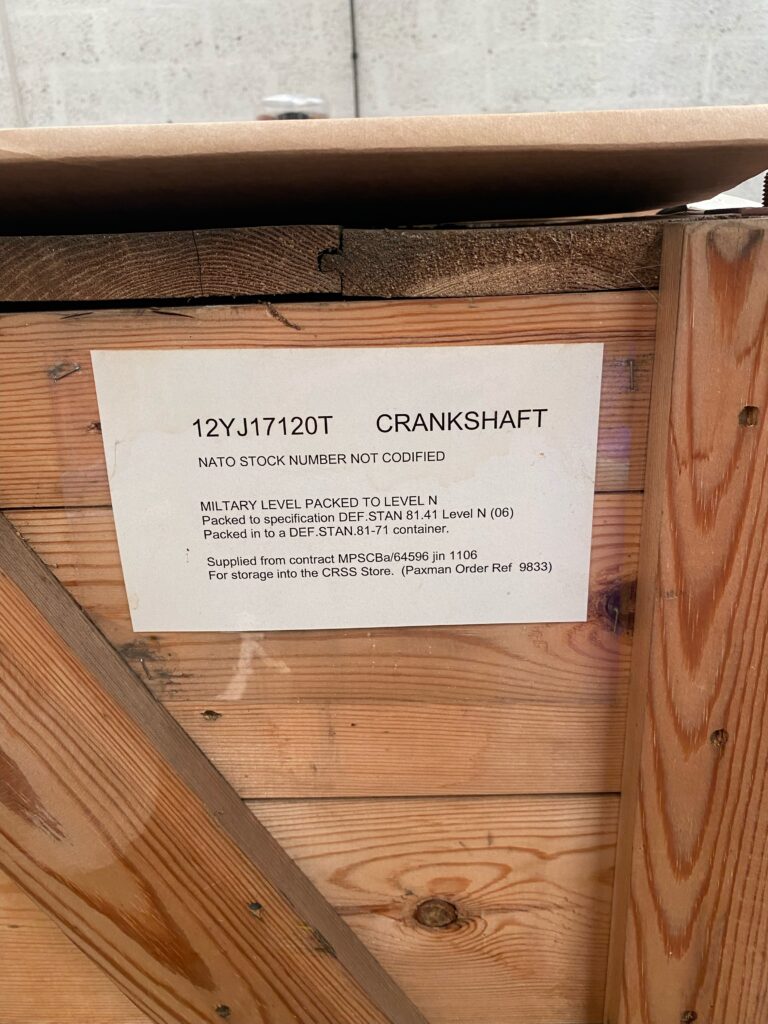 12YJ17120T CRANKSHAFT
NATO STOCK NUMBER NOT CODIFIED
MILTARY LEVEL PACKED TO LEVEL N
Packed to specification DEF.STAN 81.41 Level N (06)
Packed in to a DEF.STAN.81-71 container.
Supplied from contract MPSCBa/64596 jin 1106
For storage into the CRSS Store. (Paxman Order Ref 9833)